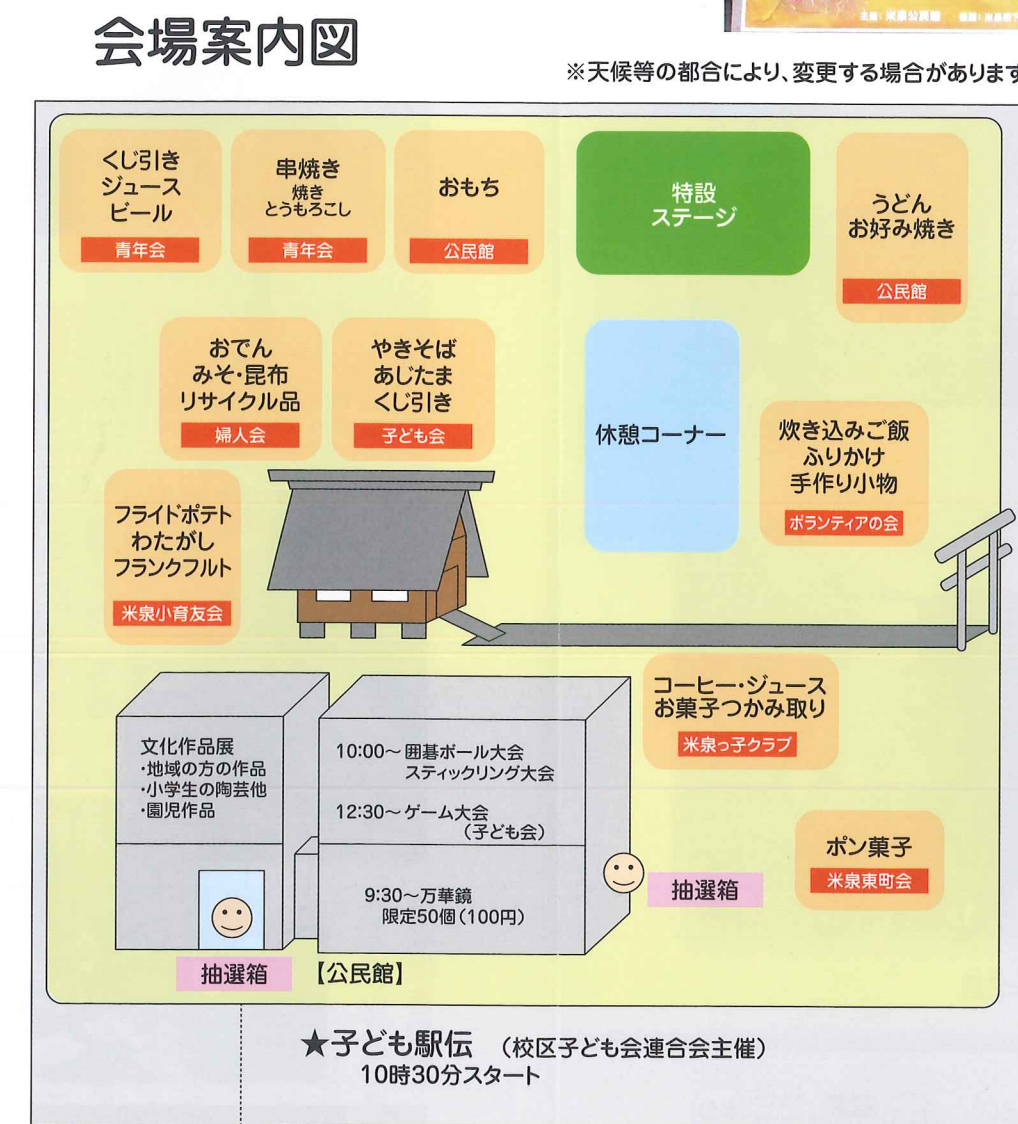 主催:米泉公民館
会場案内図
※天候等の都合により、変更する場合があります
くじ引き
ジュース
ビール
青年会
串焼き
焼き
とうもろこし
青年会
おもち
公民館
特設
ステージ
うどん
お好み焼き
公民館
おでん
みそ・昆布
リサイクル品
婦人会
やきそば
あじたま
くじ引き
子ども会
休憩コーナー
炊き込みご飯
ふりかけ
手作り小物
ボランティアの会
フライドポテト
わたがし
フランクフルト
米泉小育友会
コーヒー・ジュース
お菓子つかみ取り
米泉っ子クラブ
文化作品展
・地域の方の作品
・小学生の陶芸他
・園児作品
10:00〜囲碁ボール大会
スティックリング大会
12:30〜ゲーム大会
(子ども会)
9:30〜万華鏡
限定50個(100円)
ポン菓子
米泉東町会
抽選箱
抽選箱
【公民館】
★子ども駅伝 (校区子ども会連合会主催)
10時30分スタート